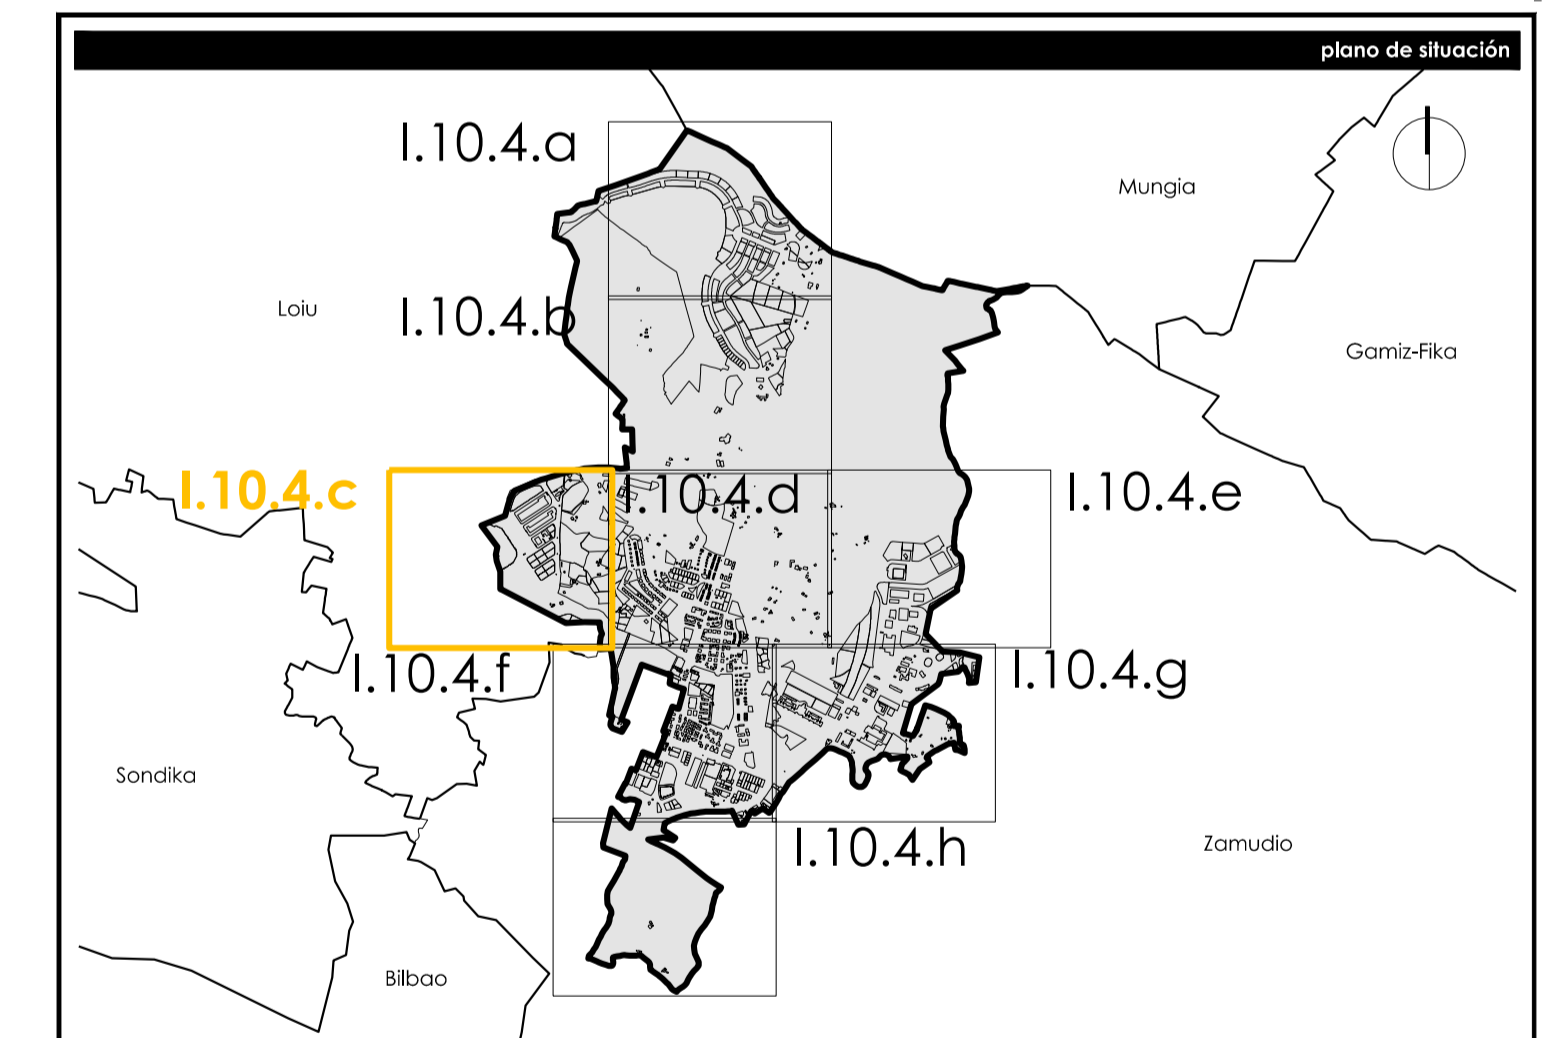 plano de situación
I.10.4.a
Mungia
Loiu
I.10.4.b
Gamiz-Fika
I.10.4.c
I.10.4.d
I.10.4.e
I.10.4.f
I.10.4.g
Sondika
I.10.4.h
Zamudio
Bilbao